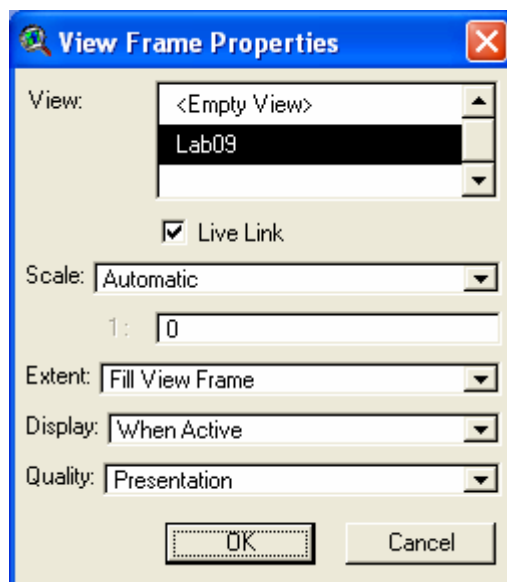 View Frame Properties
View:
<Empty View>
Lab09
Live Link
Scale: Automatic
1: 0
Extent: Fill View Frame
Display: When Active
Quality: Presentation
OK Cancel